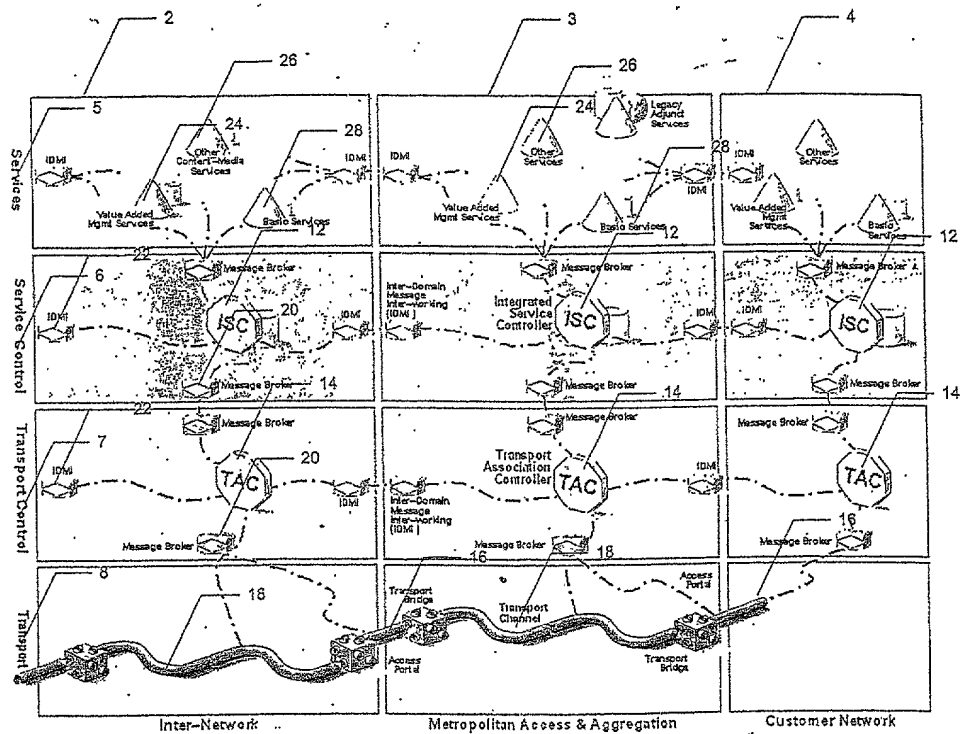 2
3
4
26
26
5
24
28
24
Legacy
Adjunct
Services
28
Services
IDMI
Other
Content-Media
Services
IDMI
IDMI
Other
Services
IDMI
IDMI
Other
Services
Value Added
Mgmt Services
Basic Services
Value Added
Mgmt Services
Basic Services
Value Added
Mgmt
Services
Basic
Services
12
12
12
22
6
Message Broker
Message Broker
Message Broker
20
Service Control
IDMI
ISC
IDMI
Inter-Domain
Message
Inter-Working
(IDMI)
Integrated
Service
Controller
ISC
IDMI
IDMI
ISC
Message Broker
14
Message Broker
14
Message Broker
14
22
7
Message Broker
Message Broker
Message Broker
20
Transport Control
IDMI
TAC
IDMI
Inter-Domain
Message
Inter-Working
(IDMI)
Transport
Association
Controller
TAC
IDMI
TAC
Message Broker
Message Broker
Message Broker
16
16
18
8
18
Transport
Transport
Bridge
Access
Portal
Transport
Channel
Access
Portal
Transport
Bridge
Inter-Network
Metropolitan Access & Aggregation
Customer Network